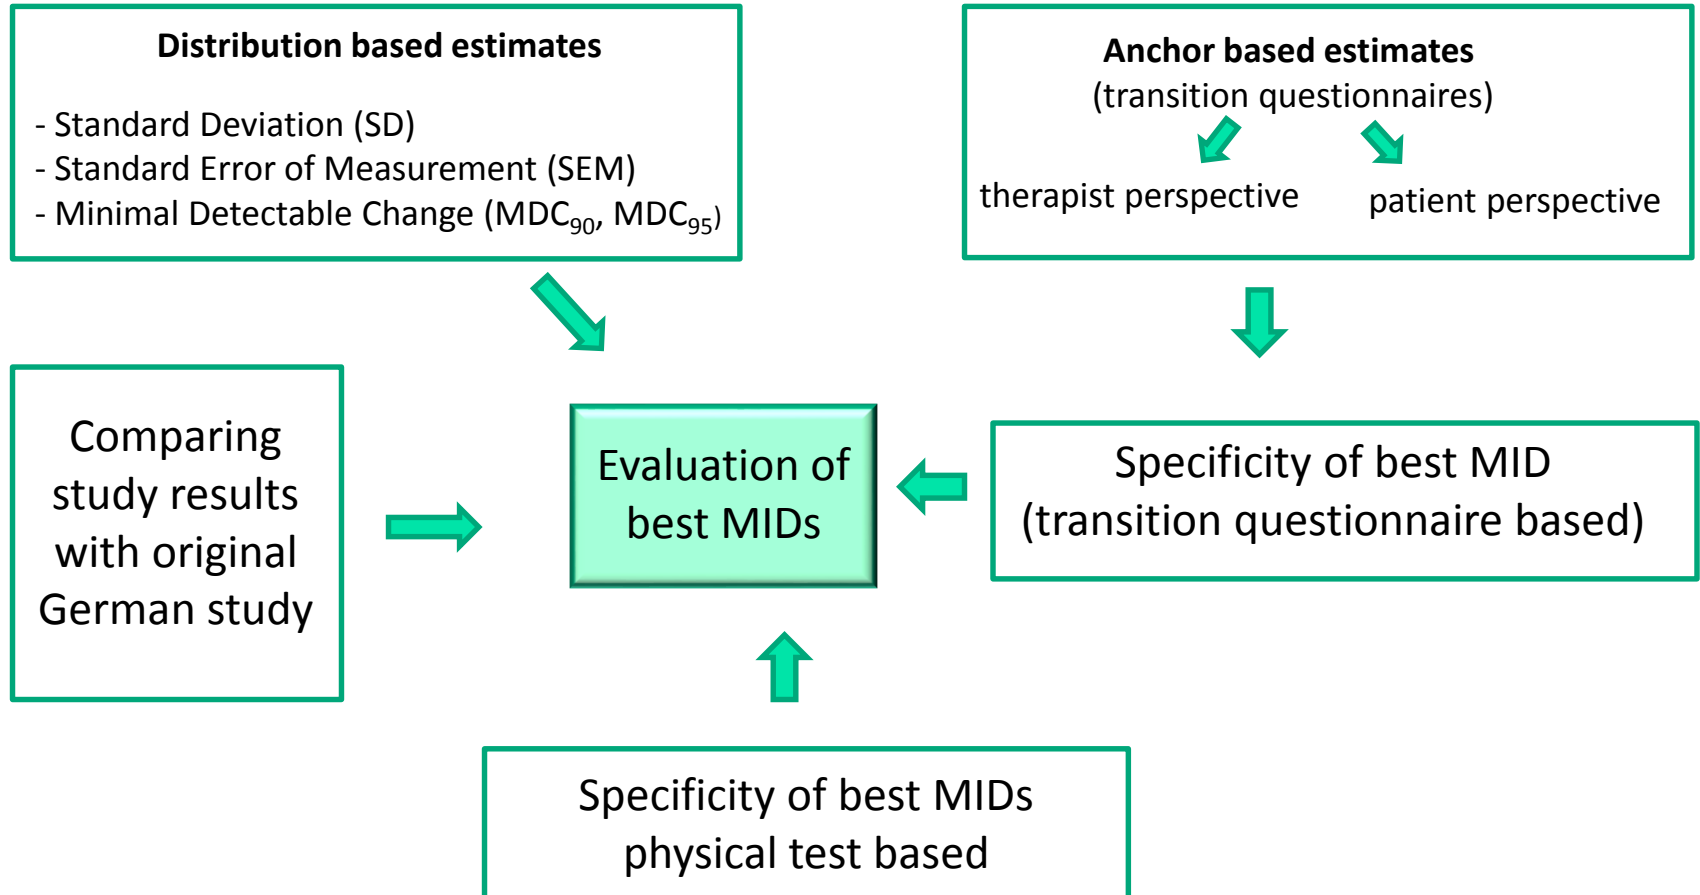 Distribution based estimates
- Standard Deviation (SD)
- Standard Error of Measurement (SEM)
- Minimal Detectable Change (MDC90, MDC95)
Anchor based estimates
(transition questionnaires)
therapist perspective
patient perspective
Comparing
study results
with original
German study
Evaluation of
best MIDs
Specificity of best MID
(transition questionnaire based)
Specificity of best MIDs
physical test based